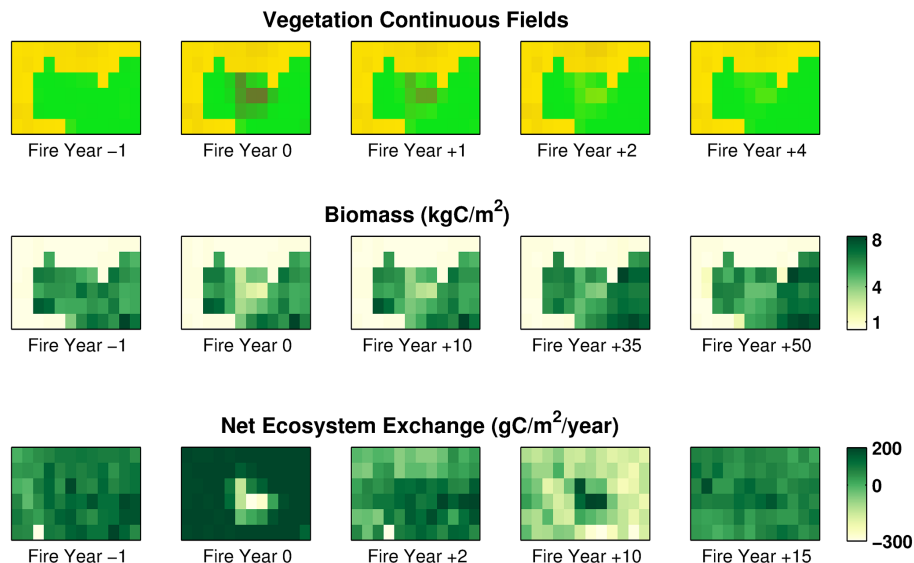 Vegetation Continuous Fields
Fire Year −1 Fire Year 0 Fire Year +1 Fire Year +2 Fire Year +4
Biomass (kgC/m²)
8
4
1
Fire Year −1 Fire Year 0 Fire Year +10 Fire Year +35 Fire Year +50
Net Ecosystem Exchange (gC/m²/year)
200
0
−300
Fire Year −1 Fire Year 0 Fire Year +2 Fire Year +10 Fire Year +15